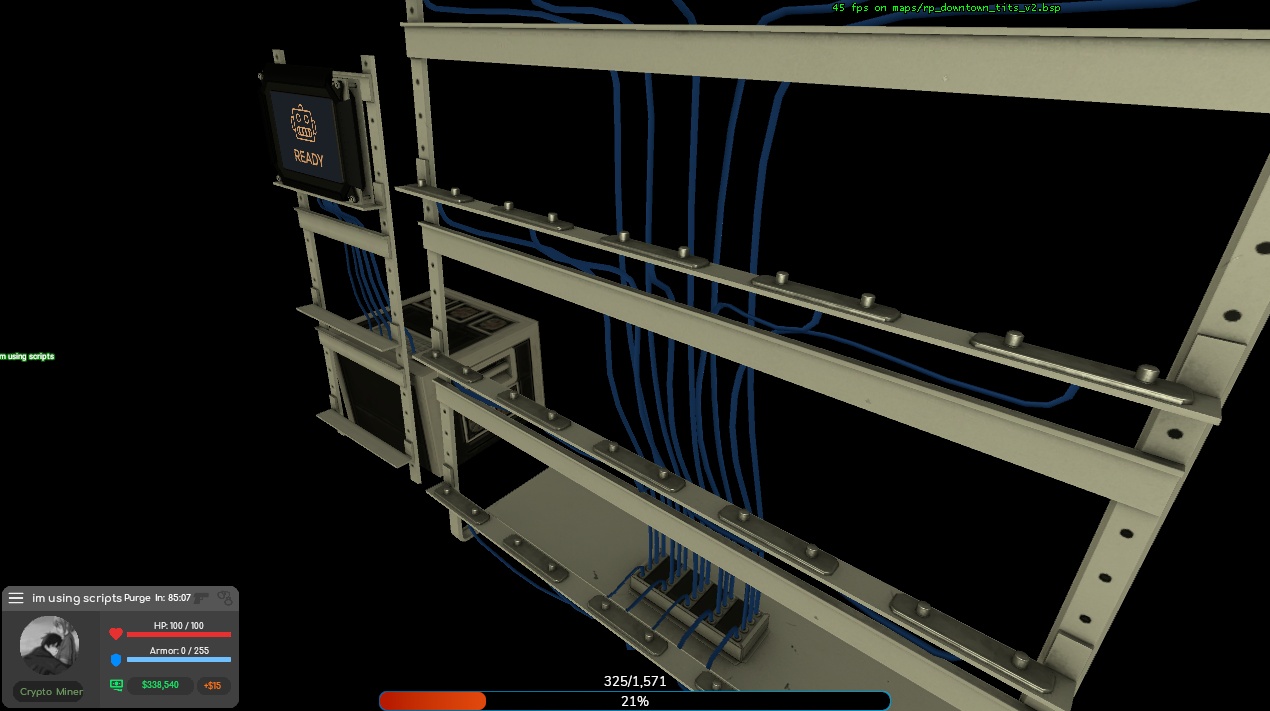 45 fps on maps/rp_downtown_tits_v2.bsp
READY
m using scripts
im using scripts Purge In: 85:07
HP: 100 / 100
Armor: 0 / 255
Crypto Miner
$338,540
+$15
325/1,571
21%